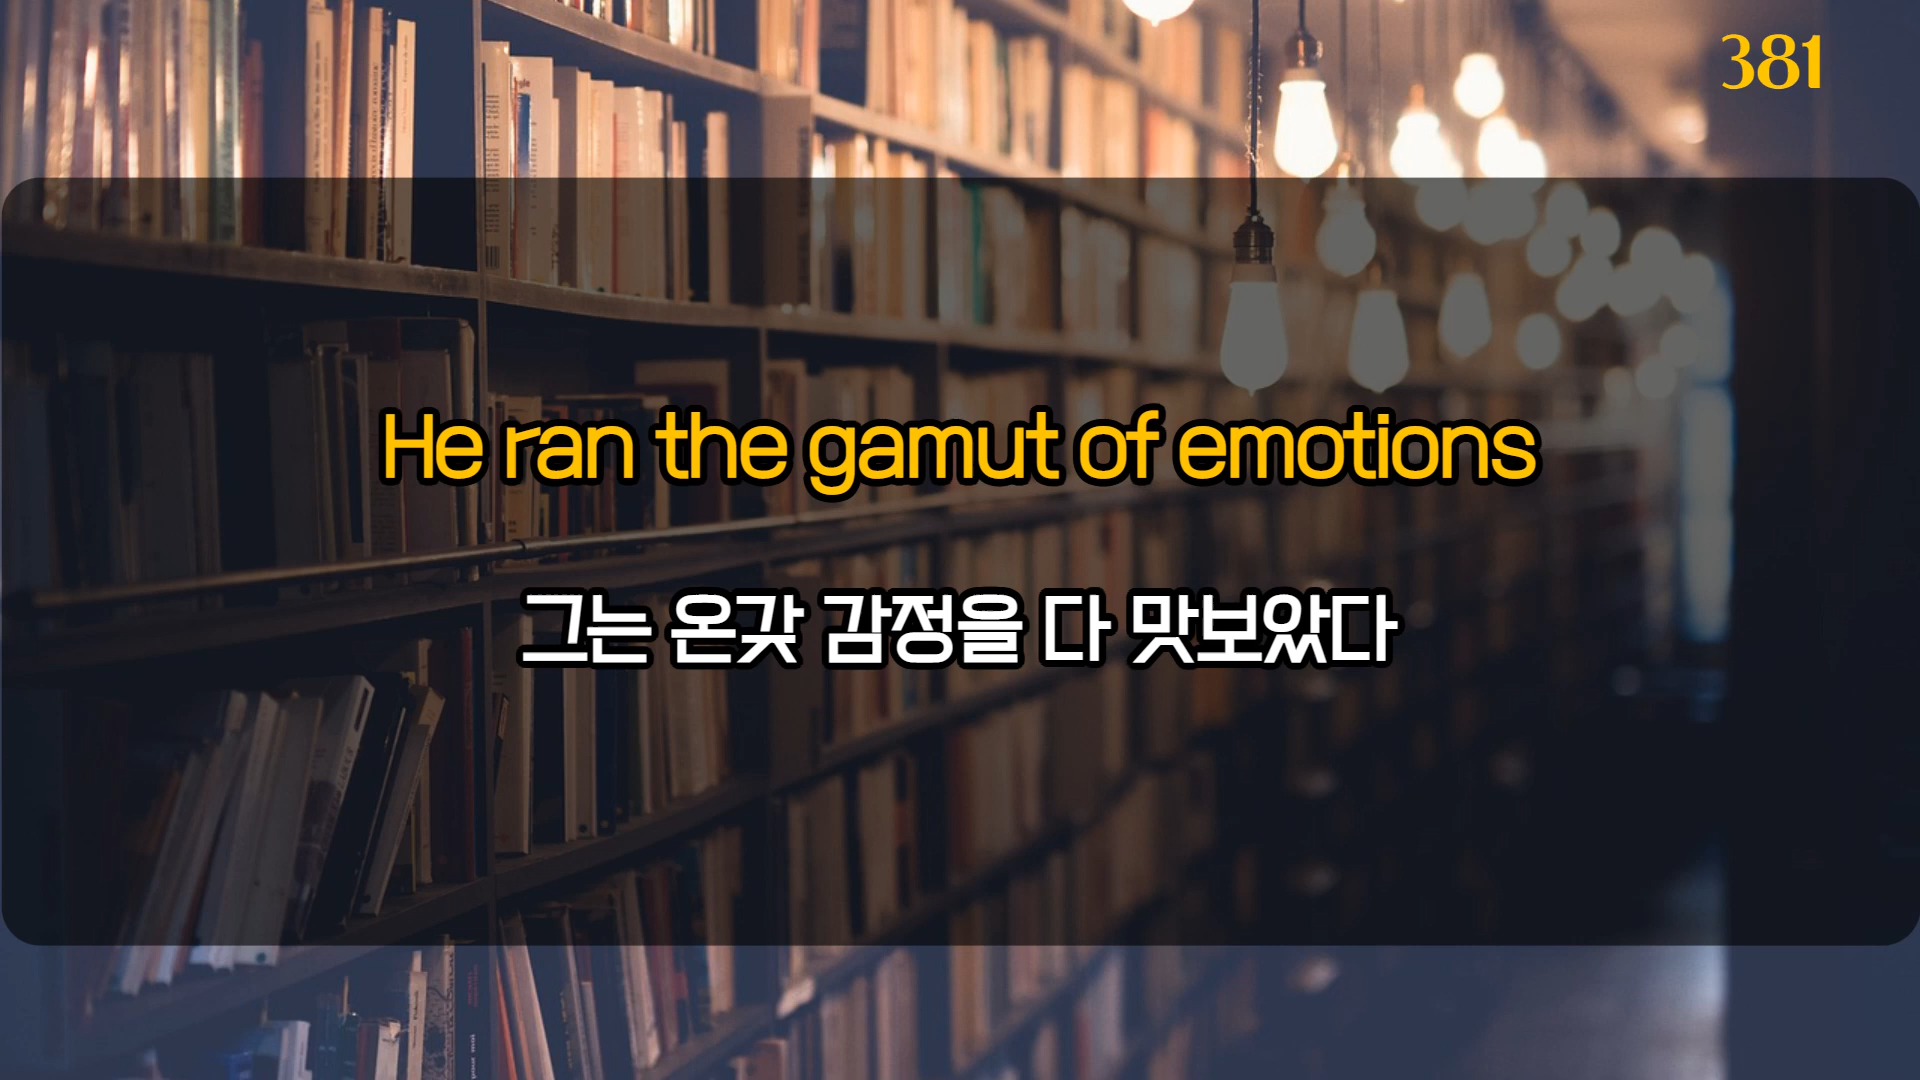 381
He ran the gamut of emotions
그는 온갖 감정을 다 맛보았다